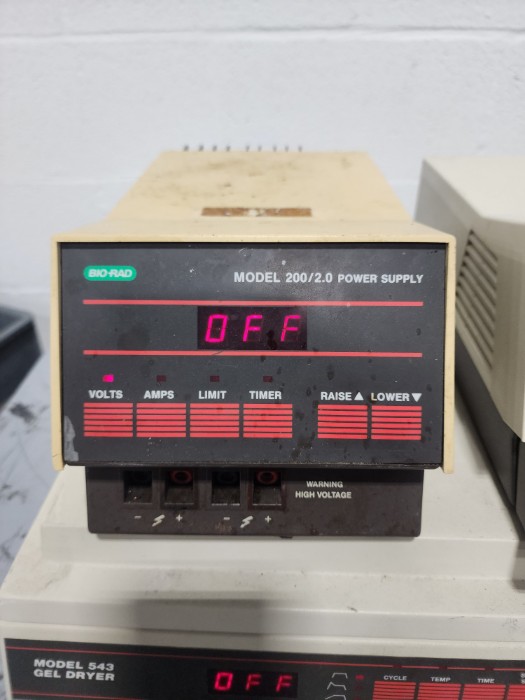 BIO-RAD
MODEL 200/2.0 POWER SUPPLY
OFF
VOLTS AMPS LIMIT TIMER RAISE ▲ LOWER ▼
WARNING
HIGH VOLTAGE
− + − +
MODEL 543
GEL DRYER
OFF
CYCLE TEMP TIME